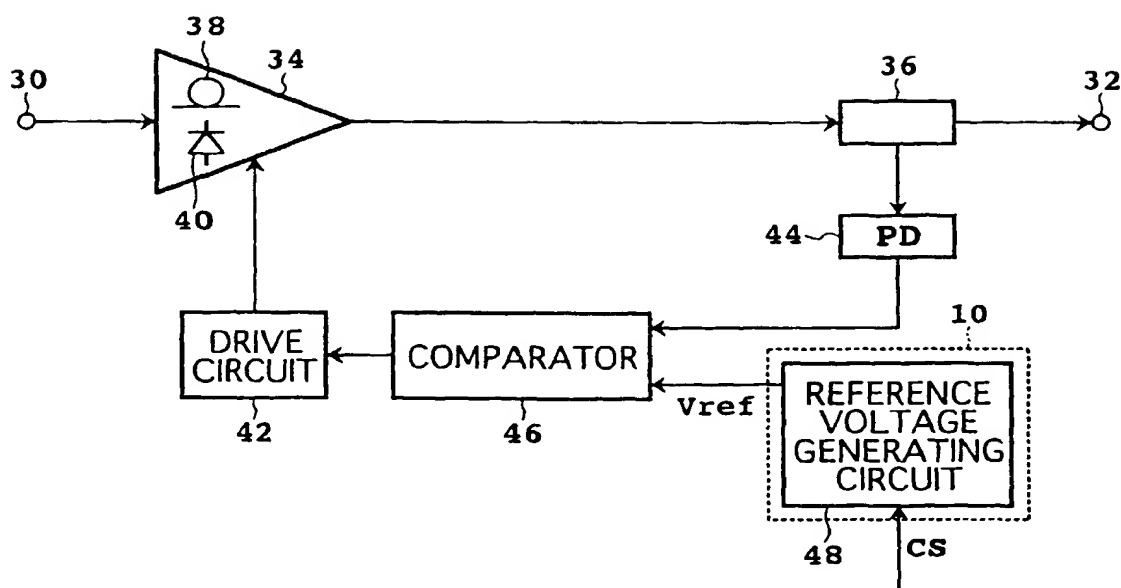 38
34
30
36
32
40
44
PD
10
DRIVE
CIRCUIT
COMPARATOR
Vref
REFERENCE
VOLTAGE
GENERATING
CIRCUIT
42
46
48
CS